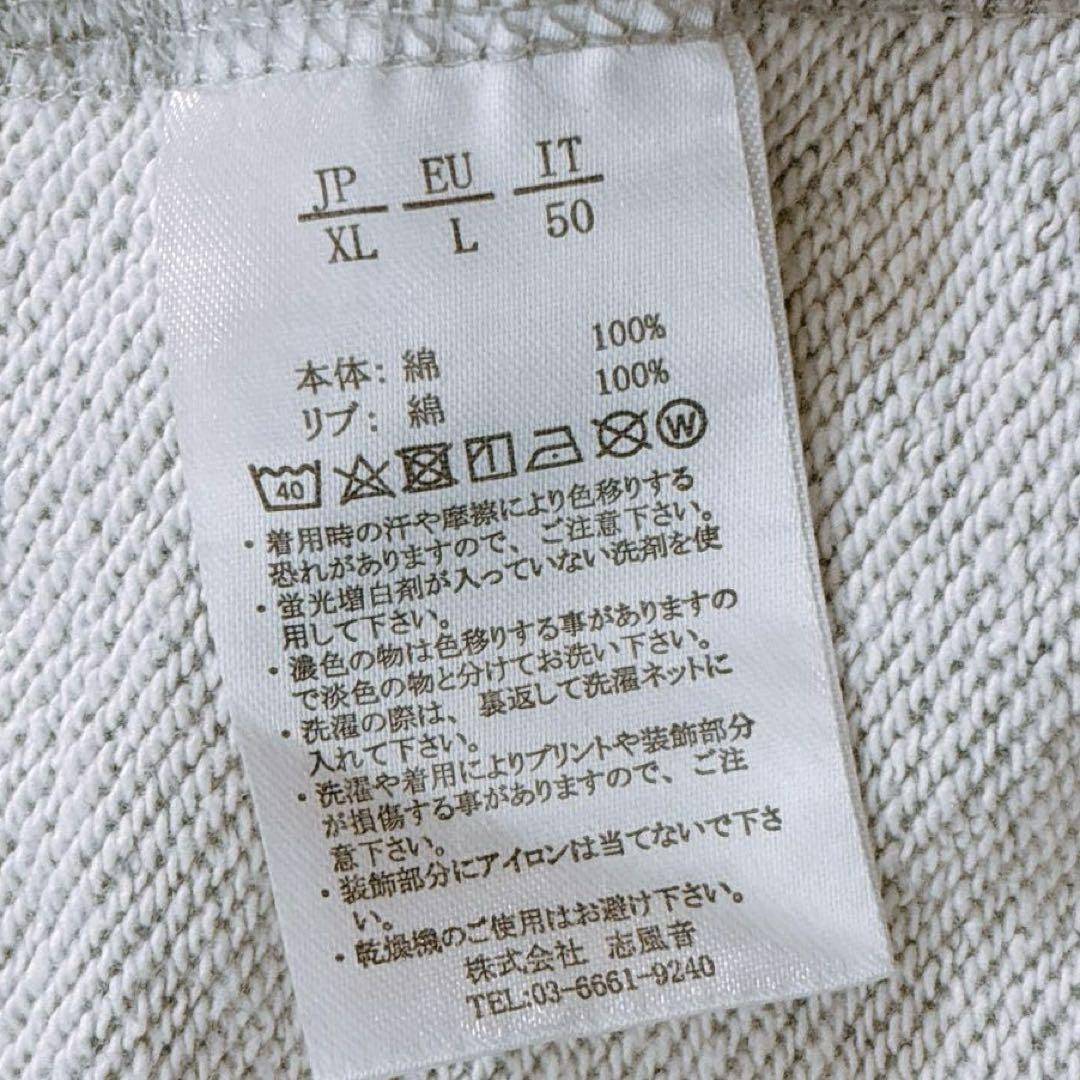 JP EU IT
XL L 50
本体: 綿 100%
リブ: 綿 100%
40 W
・着用時の汗や摩擦により色移りする
恐れがありますので、ご注意下さい。
・蛍光増白剤が入っていない洗剤を使
用して下さい。
・濃色の物は色移りする事がありますの
で淡色の物と分けてお洗い下さい。
・洗濯の際は、裏返して洗濯ネットに
入れて下さい。
・洗濯や着用によりプリントや装飾部分
が損傷する事がありますので、ご注
意下さい。
・装飾部分にアイロンは当てないで下さ
い。
・乾燥機のご使用はお避け下さい。
株式会社 志風音
TEL:03-6661-9240